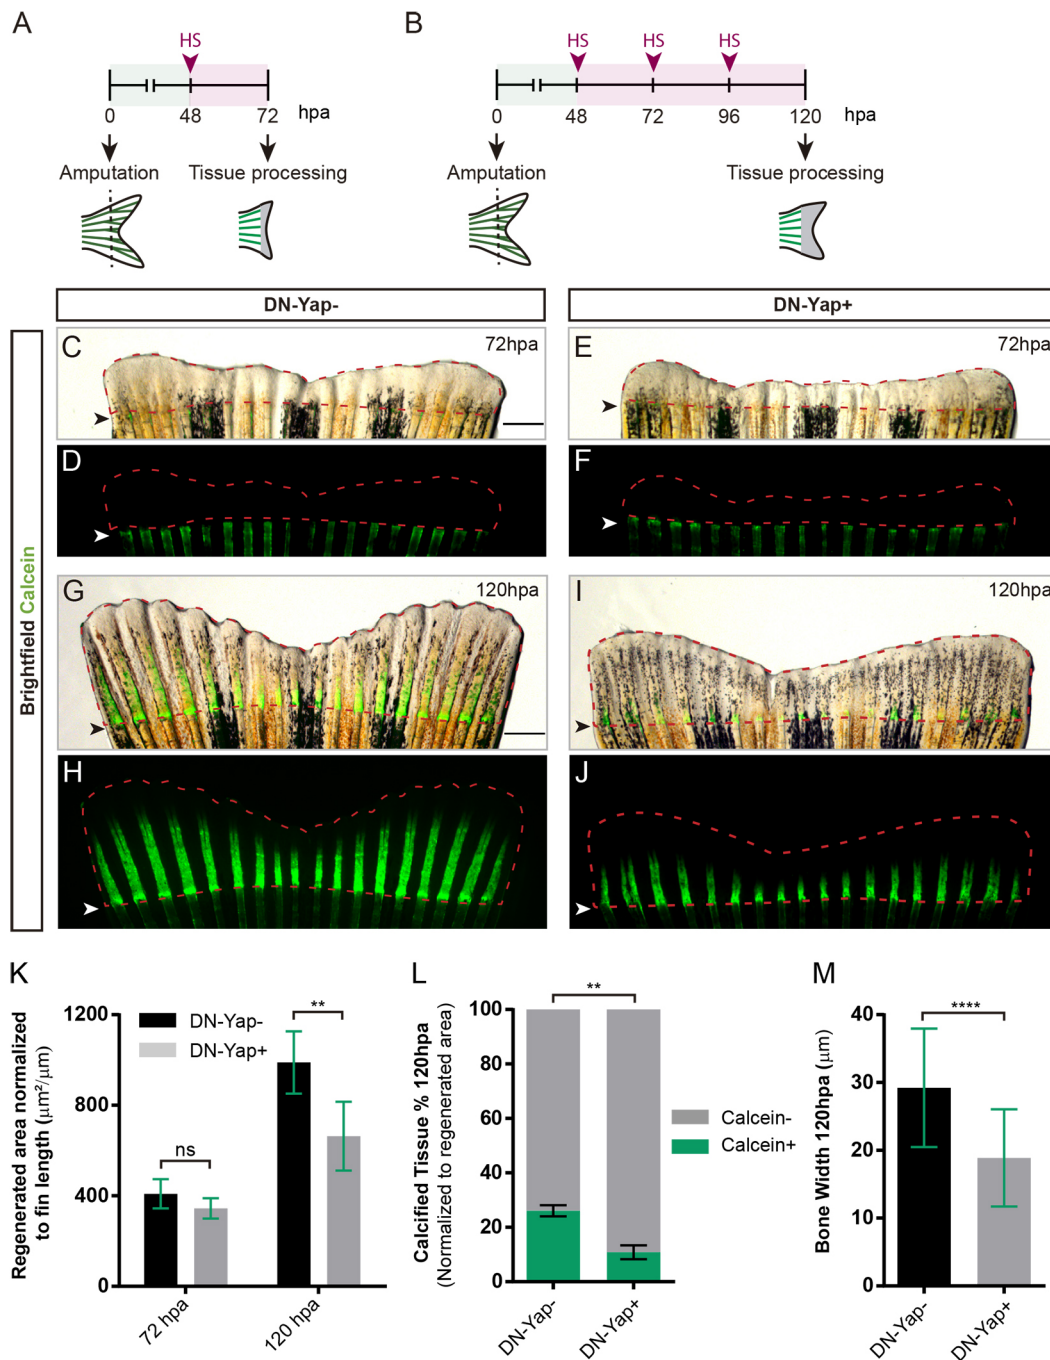 A
HS
0 48 72 hpa
Amputation Tissue processing
B
HS HS HS
0 48 72 96 120 hpa
Amputation Tissue processing
DN-Yap-
DN-Yap+
Brightfield Calcein
C 72hpa
E 72hpa
D
F
G 120hpa
I 120hpa
H
J
K
Regenerated area normalized
to fin length (μm²/μm)
1200
800
400
0
DN-Yap-
DN-Yap+
ns
**
72 hpa
120 hpa
L
Calcified Tissue % 120hpa
(Normalized to regenerated area)
100
80
60
40
20
0
**
Calcein-
Calcein+
DN-Yap-
DN-Yap+
M
Bone Width 120hpa (μm)
40
30
20
10
0
****
DN-Yap-
DN-Yap+